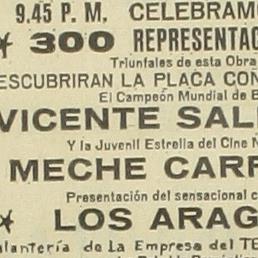 9.45 P. M. CELEBRAM
300 REPRESENTAC
Triunfales de esta Obra
ESCUBRIRAN LA PLACA CON
El Campeón Mundial de B
VICENTE SAL
Y la Juvenil Estrella del Cine N
MECHE CARR
Presentación del sensacional c
LOS ARAG
alantería de La Empresa del TE